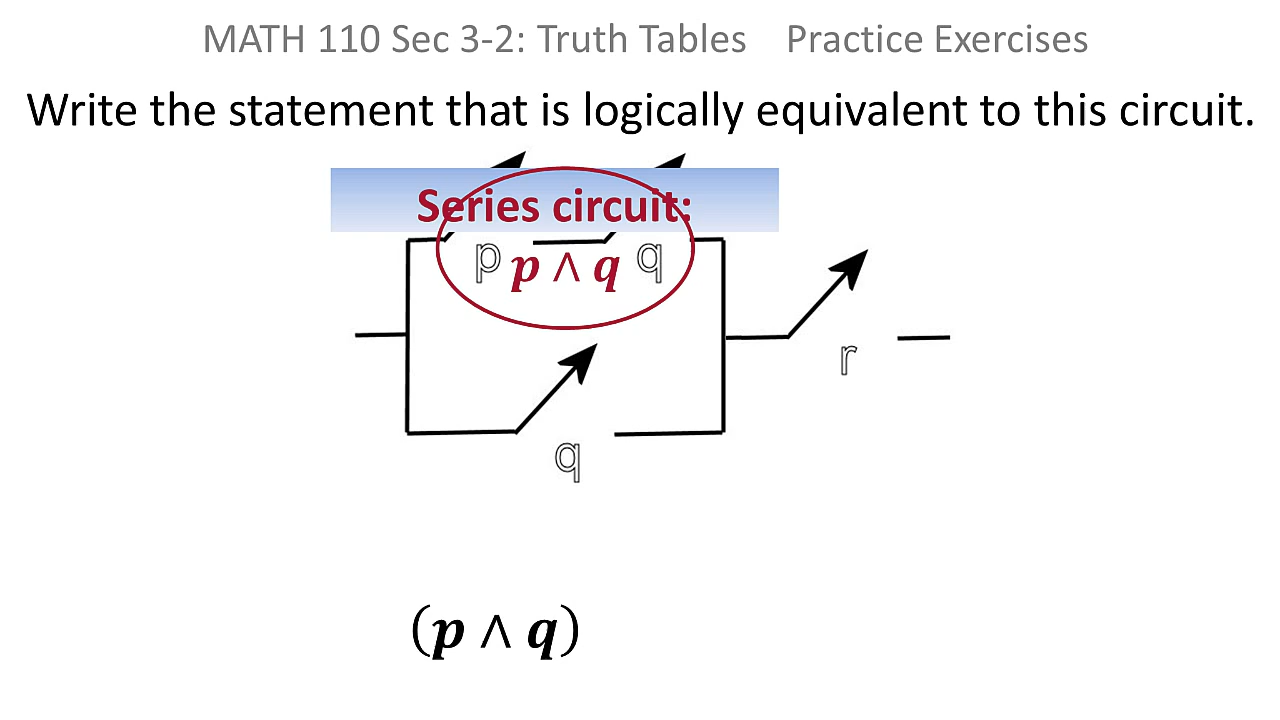 MATH 110 Sec 3-2: Truth Tables Practice Exercises
Write the statement that is logically equivalent to this circuit.
Series circuit:
p p ∧ q q
r
q
(p ∧ q)